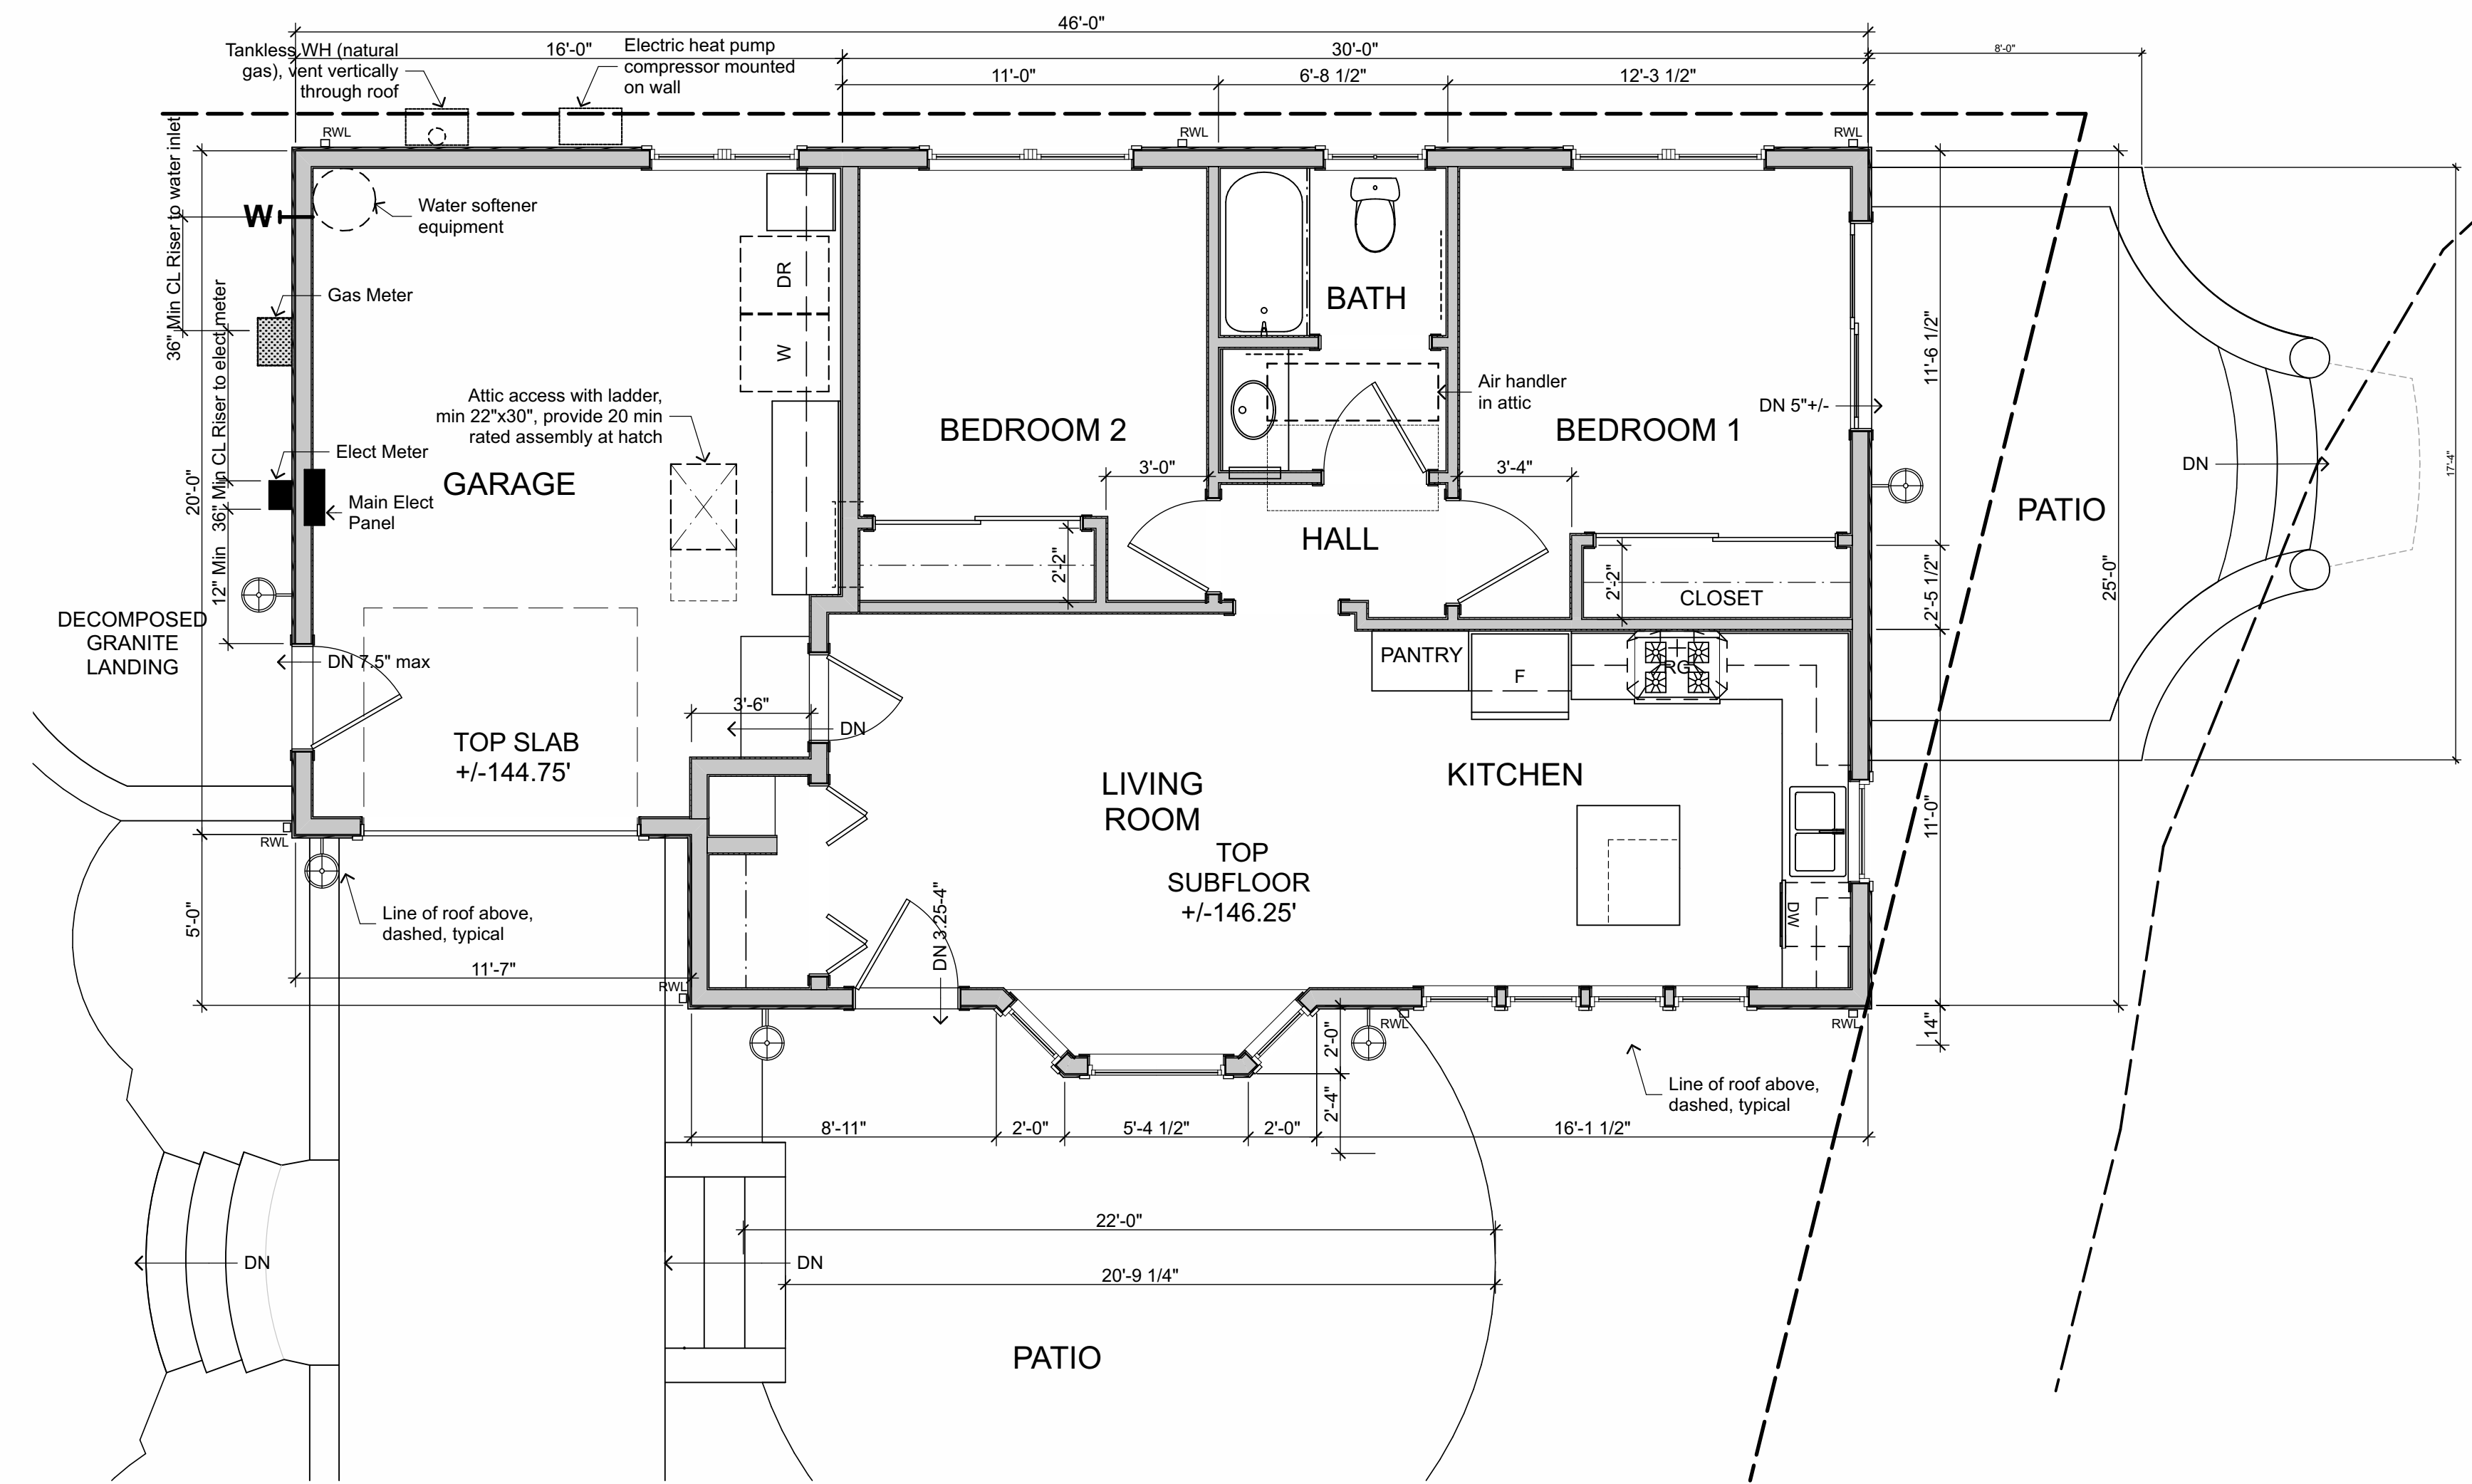 46'-0"
16'-0"
30'-0"
8'-0"
11'-0"
6'-8 1/2"
12'-3 1/2"
Tankless WH (natural
gas), vent vertically
through roof
Electric heat pump
compressor mounted
on wall
RWL
RWL
RWL
36" Min CL Riser to water inlet
W
Water softener
equipment
Gas Meter
36" Min CL Riser to elect meter
Elect Meter
Main Elect
Panel
20'-0"
12" Min
GARAGE
Attic access with ladder,
min 22"x30", provide 20 min
rated assembly at hatch
DR
W
BEDROOM 2
3'-0"
2'-2"
BATH
Air handler
in attic
HALL
BEDROOM 1
3'-4"
2'-2"
CLOSET
DN 5"+/-
11'-6 1/2"
2'-5 1/2"
25'-0"
11'-0"
14"
PATIO
DN
17'-4"
DECOMPOSED
GRANITE
LANDING
DN 7.5" max
TOP SLAB
+/-144.75'
3'-6"
DN
PANTRY
F
RG
LIVING
ROOM
KITCHEN
TOP
SUBFLOOR
+/-146.25'
DW
RWL
5'-0"
Line of roof above,
dashed, typical
11'-7"
RWL
DN 3.25-4"
RWL
RWL
2'-0"
2'-4"
Line of roof above,
dashed, typical
8'-11"
2'-0"
5'-4 1/2"
2'-0"
16'-1 1/2"
22'-0"
20'-9 1/4"
DN
DN
PATIO